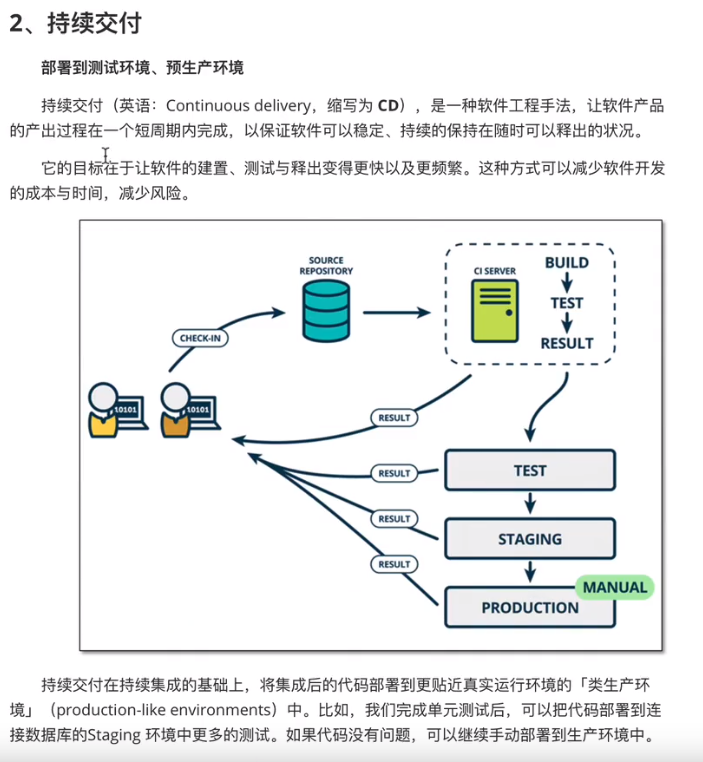 2、持续交付
部署到测试环境、预生产环境
持续交付（英语：Continuous delivery，缩写为 CD），是一种软件工程手法，让软件产品
的产出过程在一个短周期内完成，以保证软件可以稳定、持续的保持在随时可以释出的状况。
它的目标在于让软件的建置、测试与释出变得更快以及更频繁。这种方式可以减少软件开发
的成本与时间，减少风险。
SOURCE
REPOSITORY
CI SERVER
BUILD
TEST
RESULT
CHECK-IN
10101
10101
RESULT
RESULT
TEST
RESULT
STAGING
RESULT
MANUAL
PRODUCTION
持续交付在持续集成的基础上，将集成后的代码部署到更贴近真实运行环境的「类生产环
境」（production-like environments）中。比如，我们完成单元测试后，可以把代码部署到连
接数据库的Staging 环境中更多的测试。如果代码没有问题，可以继续手动部署到生产环境中。